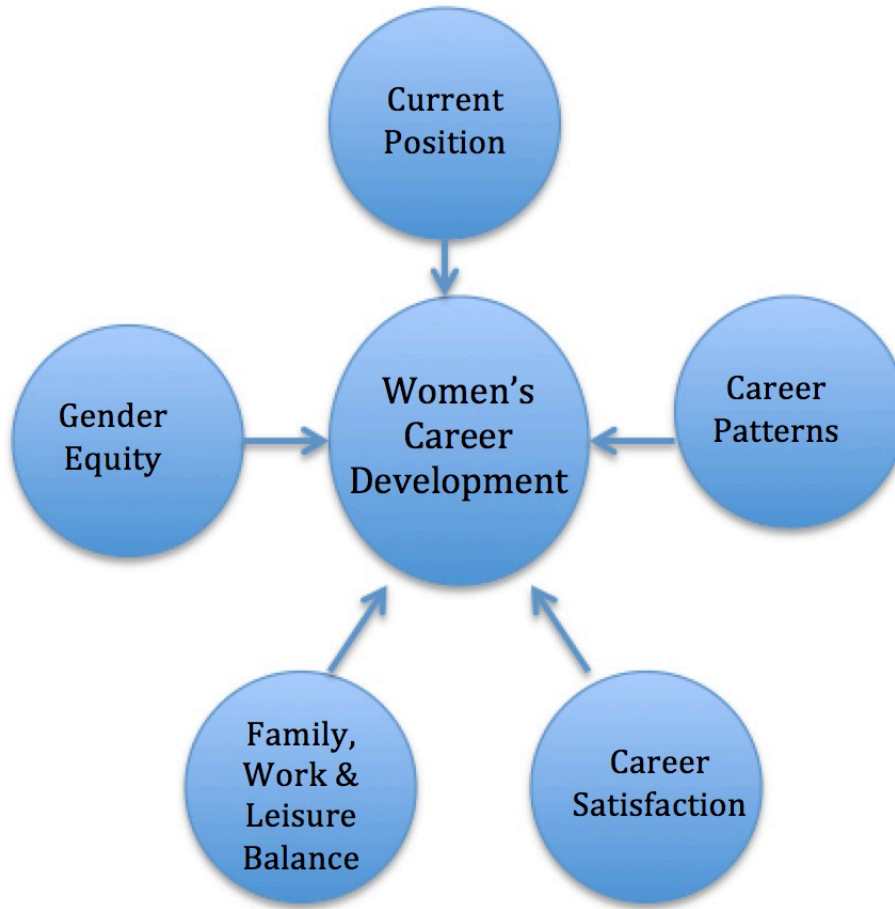 Current
Position
Gender
Equity
Women’s
Career
Development
Career
Patterns
Family,
Work &
Leisure
Balance
Career
Satisfaction